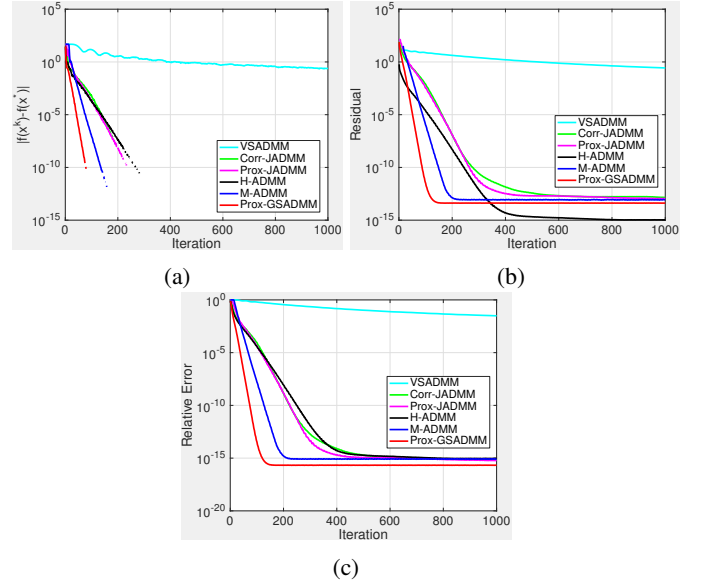 10^5
10^0
10^-5
10^-10
10^-15
|f(x^k)-f(x^*)|
VSADMM
Corr-JADMM
Prox-JADMM
H-ADMM
M-ADMM
Prox-GSADMM
0 200 400 600 800 1000
Iteration
(a)
10^5
10^0
10^-5
10^-10
10^-15
Residual
VSADMM
Corr-JADMM
Prox-JADMM
H-ADMM
M-ADMM
Prox-GSADMM
0 200 400 600 800 1000
Iteration
(b)
10^0
10^-5
10^-10
10^-15
10^-20
Relative Error
VSADMM
Corr-JADMM
Prox-JADMM
H-ADMM
M-ADMM
Prox-GSADMM
0 200 400 600 800 1000
Iteration
(c)